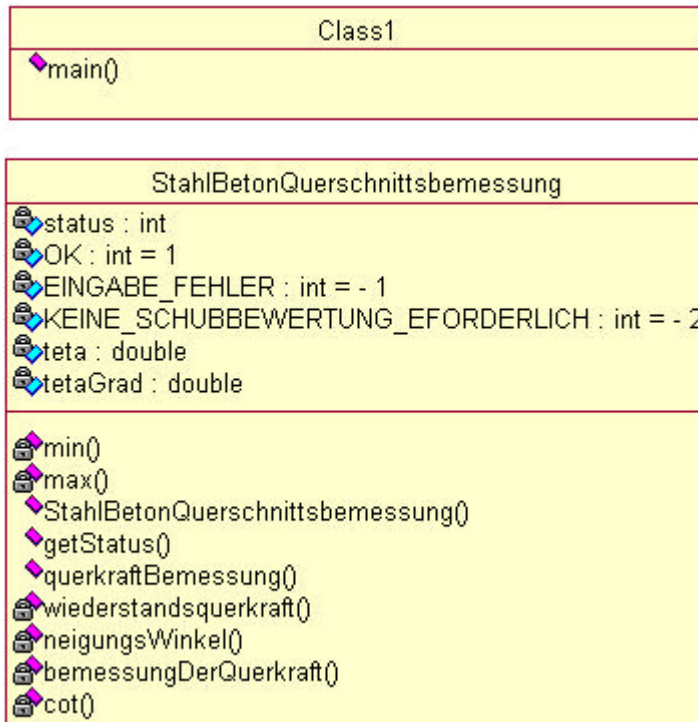 Class1
main()
StahlBetonQuerschnittsbemessung
status : int
OK : int = 1
EINGABE_FEHLER : int = - 1
KEINE_SCHUBBEWERTUNG_EFORDERLICH : int = - 2
teta : double
tetaGrad : double
min()
max()
StahlBetonQuerschnittsbemessung()
getStatus()
querkraftBemessung()
wiederstandsquerkraft()
neigungsWinkel()
bemessungDerQuerkraft()
cot()